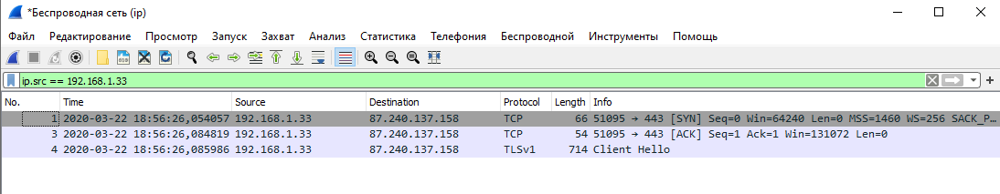 *Беспроводная сеть (ip)
Файл Редактирование Просмотр Запуск Захват Анализ Статистика Телефония Беспроводной Инструменты Помощь
ip.src == 192.168.1.33
No. Time Source Destination Protocol Length Info
1 2020-03-22 18:56:26,054057 192.168.1.33 87.240.137.158 TCP 66 51095 → 443 [SYN] Seq=0 Win=64240 Len=0 MSS=1460 WS=256 SACK_P…
3 2020-03-22 18:56:26,084819 192.168.1.33 87.240.137.158 TCP 54 51095 → 443 [ACK] Seq=1 Ack=1 Win=131072 Len=0
4 2020-03-22 18:56:26,085986 192.168.1.33 87.240.137.158 TLSv1 714 Client Hello